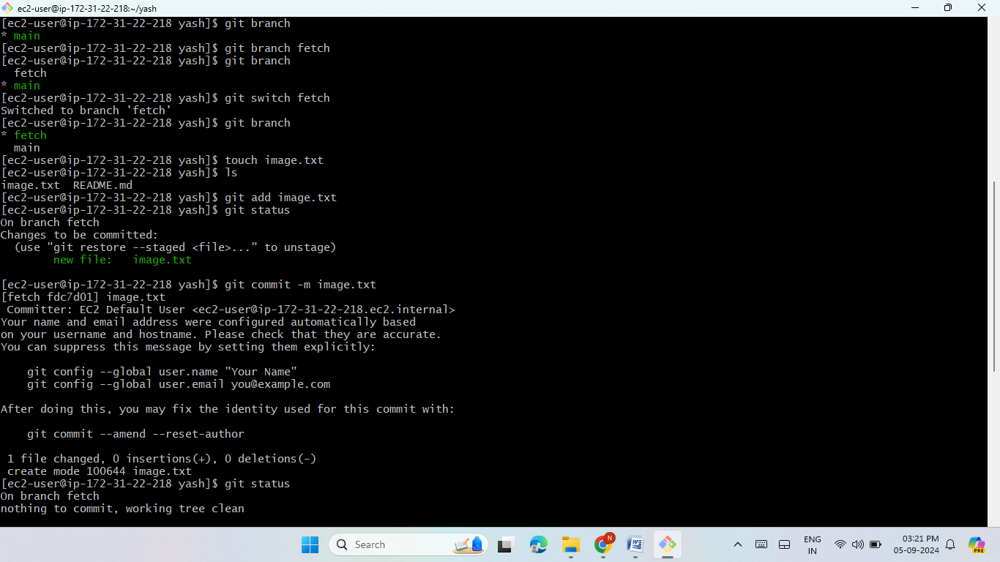 ec2-user@ip-172-31-22-218:~/yash
[ec2-user@ip-172-31-22-218 yash]$ git branch
* main
[ec2-user@ip-172-31-22-218 yash]$ git branch fetch
[ec2-user@ip-172-31-22-218 yash]$ git branch
  fetch
* main
[ec2-user@ip-172-31-22-218 yash]$ git switch fetch
Switched to branch 'fetch'
[ec2-user@ip-172-31-22-218 yash]$ git branch
* fetch
  main
[ec2-user@ip-172-31-22-218 yash]$ touch image.txt
[ec2-user@ip-172-31-22-218 yash]$ ls
image.txt  README.md
[ec2-user@ip-172-31-22-218 yash]$ git add image.txt
[ec2-user@ip-172-31-22-218 yash]$ git status
On branch fetch
Changes to be committed:
  (use "git restore --staged <file>..." to unstage)
        new file:   image.txt
[ec2-user@ip-172-31-22-218 yash]$ git commit -m image.txt
[fetch fdc7d01] image.txt
 Committer: EC2 Default User <ec2-user@ip-172-31-22-218.ec2.internal>
Your name and email address were configured automatically based
on your username and hostname. Please check that they are accurate.
You can suppress this message by setting them explicitly:
    git config --global user.name "Your Name"
    git config --global user.email you@example.com
After doing this, you may fix the identity used for this commit with:
    git commit --amend --reset-author
 1 file changed, 0 insertions(+), 0 deletions(-)
 create mode 100644 image.txt
[ec2-user@ip-172-31-22-218 yash]$ git status
On branch fetch
nothing to commit, working tree clean
Search
N
ENG
IN
03:21 PM
05-09-2024
PRE